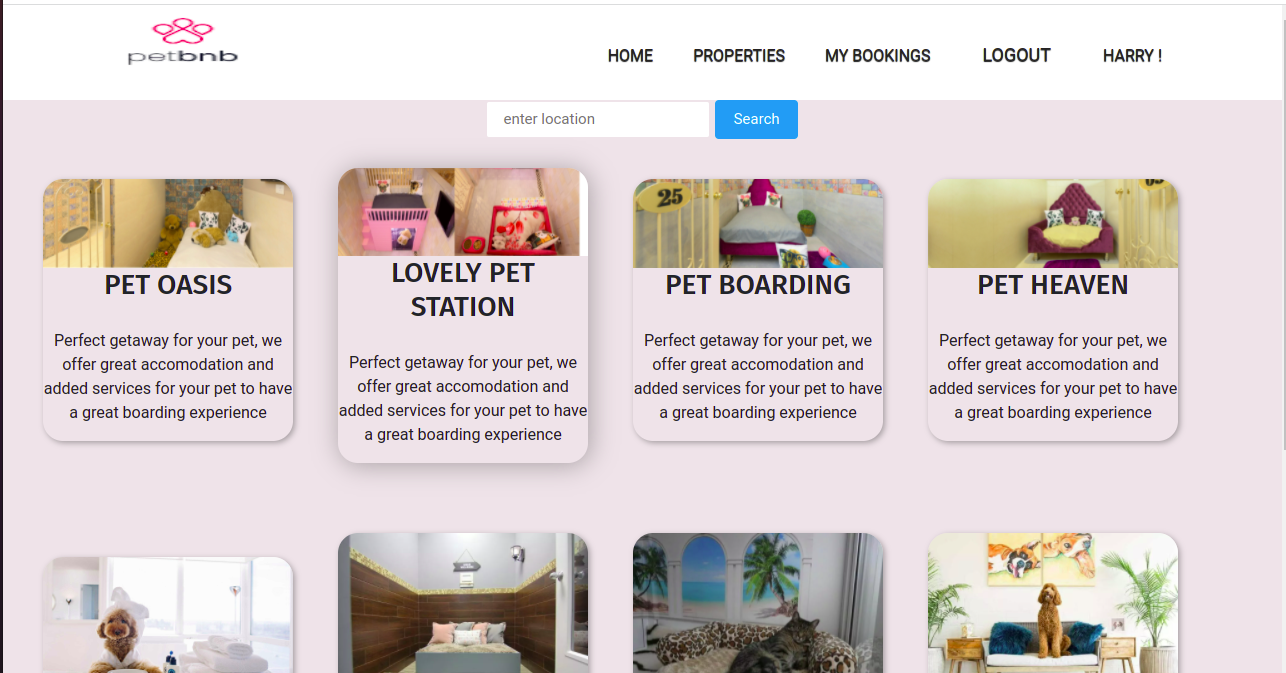 petbnb
HOME PROPERTIES MY BOOKINGS LOGOUT HARRY !
enter location Search
25
PET OASIS
Perfect getaway for your pet, we
offer great accomodation and
added services for your pet to have
a great boarding experience
LOVELY PET
STATION
Perfect getaway for your pet, we
offer great accomodation and
added services for your pet to have
a great boarding experience
PET BOARDING
Perfect getaway for your pet, we
offer great accomodation and
added services for your pet to have
a great boarding experience
PET HEAVEN
Perfect getaway for your pet, we
offer great accomodation and
added services for your pet to have
a great boarding experience